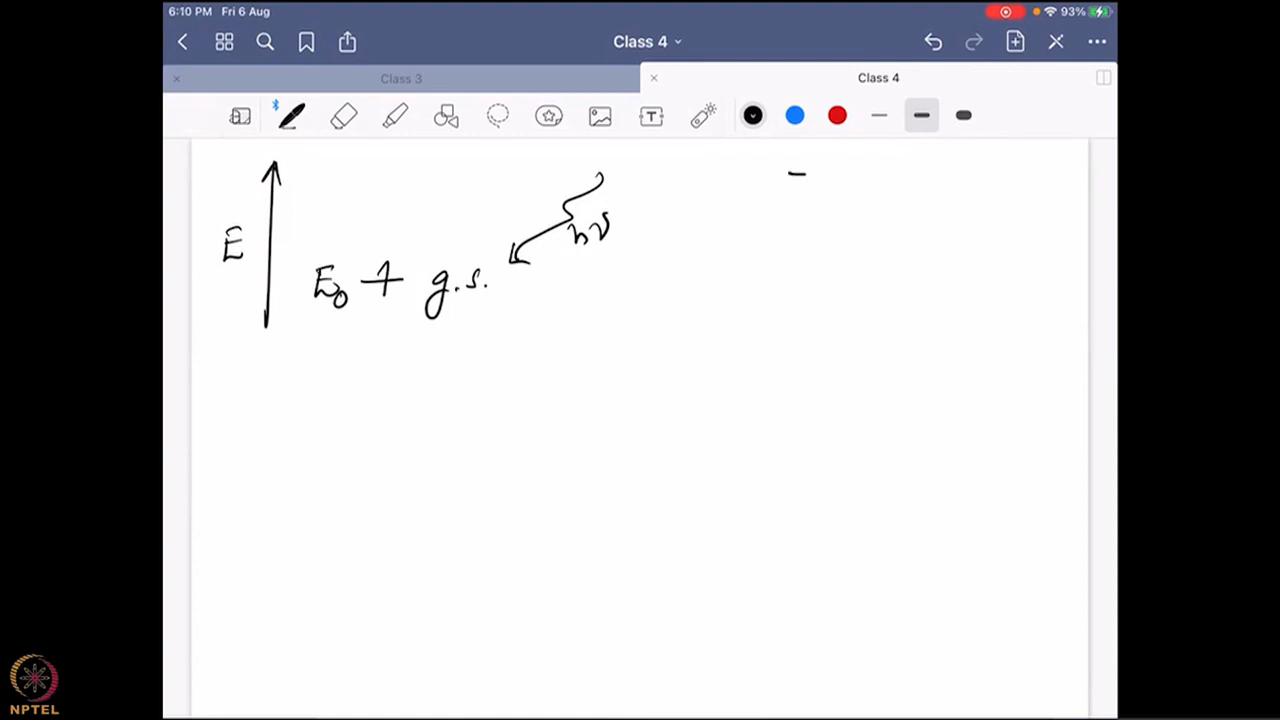 6:10 PM Fri 6 Aug 93%
Class 4
Class 3 Class 4
T
E
hν
E₀ g.s.
NPTEL